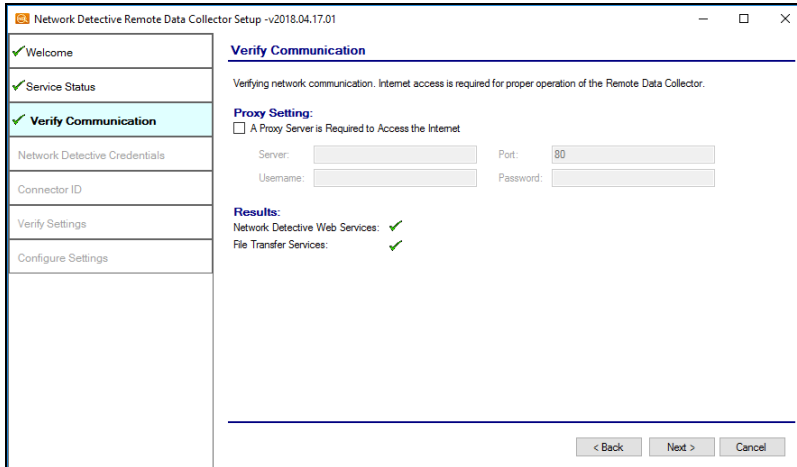 Network Detective Remote Data Collector Setup -v2018.04.17.01
Welcome
Service Status
Verify Communication
Network Detective Credentials
Connector ID
Verify Settings
Configure Settings
Verify Communication
Verifying network communication. Internet access is required for proper operation of the Remote Data Collector.
Proxy Setting:
A Proxy Server is Required to Access the Internet
Server: Port: 80
Username: Password:
Results:
Network Detective Web Services:
File Transfer Services:
< Back Next > Cancel